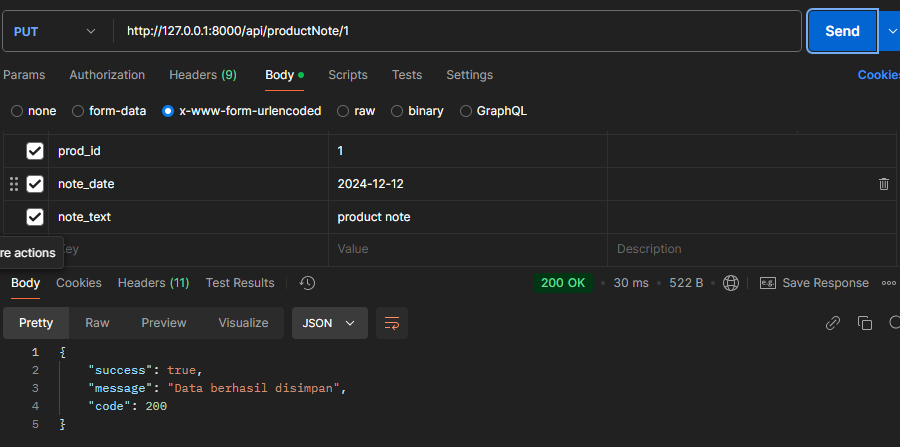 PUT http://127.0.0.1:8000/api/productNote/1 Send
Params Authorization Headers (9) Body Scripts Tests Settings Cookies
none form-data x-www-form-urlencoded raw binary GraphQL
prod_id 1
note_date 2024-12-12
note_text product note
Key Value Description
re actions
Body Cookies Headers (11) Test Results 200 OK 30 ms 522 B e.g. Save Response
Pretty Raw Preview Visualize JSON
1 {
2 "success": true,
3 "message": "Data berhasil disimpan",
4 "code": 200
5 }